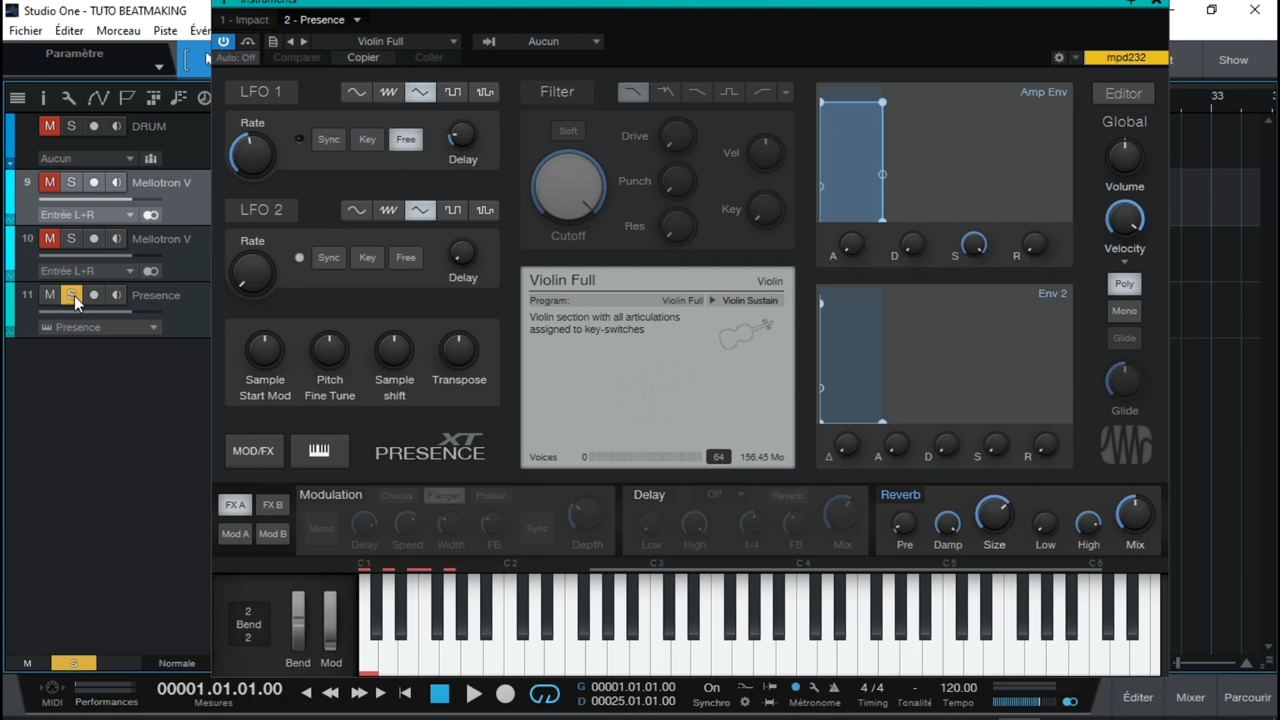 Studio One - TUTO BEATMAKING
Fichier Éditer Morceau Piste
Instruments
1 - Impact 2 - Presence
Paramètre
Violin Full
Aucun
Auto: Off Comparer Copier Coller
mpd232
Show
LFO 1
Filter
Amp Env
Editor
33
Rate
Sync Key Free
Delay
Soft
Drive
Vel
Punch
Key
Res
Cutoff
Global
Volume
Velocity
M S DRUM
Aucun
9 M S Mellotron V
Entrée L+R
10 M S Mellotron V
Entrée L+R
11 M S Presence
Presence
LFO 2
Rate
Sync Key Free
Delay
A D S R
Env 2
Poly
Mono
Glide
Glide
Violin Full Violin
Program: Violin Full Violin Sustain
Violin section with all articulations
assigned to key-switches
Voices 0 64 156.45 Mo
Sample
Start Mod
Pitch
Fine Tune
Sample
shift
Transpose
MOD/FX
PRESENCE XT
Δ A D S R
FX A FX B
Mod A Mod B
Modulation Chorus Flanger Phaser
Mono
Delay Speed Width FB
Sync
Depth
Delay Off Reverb
Low High 1/4 FB Mix
Reverb
Pre Damp Size Low High Mix
C 1 C 2 C 3 C 4 C 5 C 6
2
Bend
2
Bend Mod
M S Normale
MIDI Performances
00001.01.01.00
Mesures
G 00001.01.01.00
D 00025.01.01.00
On
Synchro
Métronome
4 / 4
Timing
-
Tonalité
120.00
Tempo
Éditer Mixer Parcourir